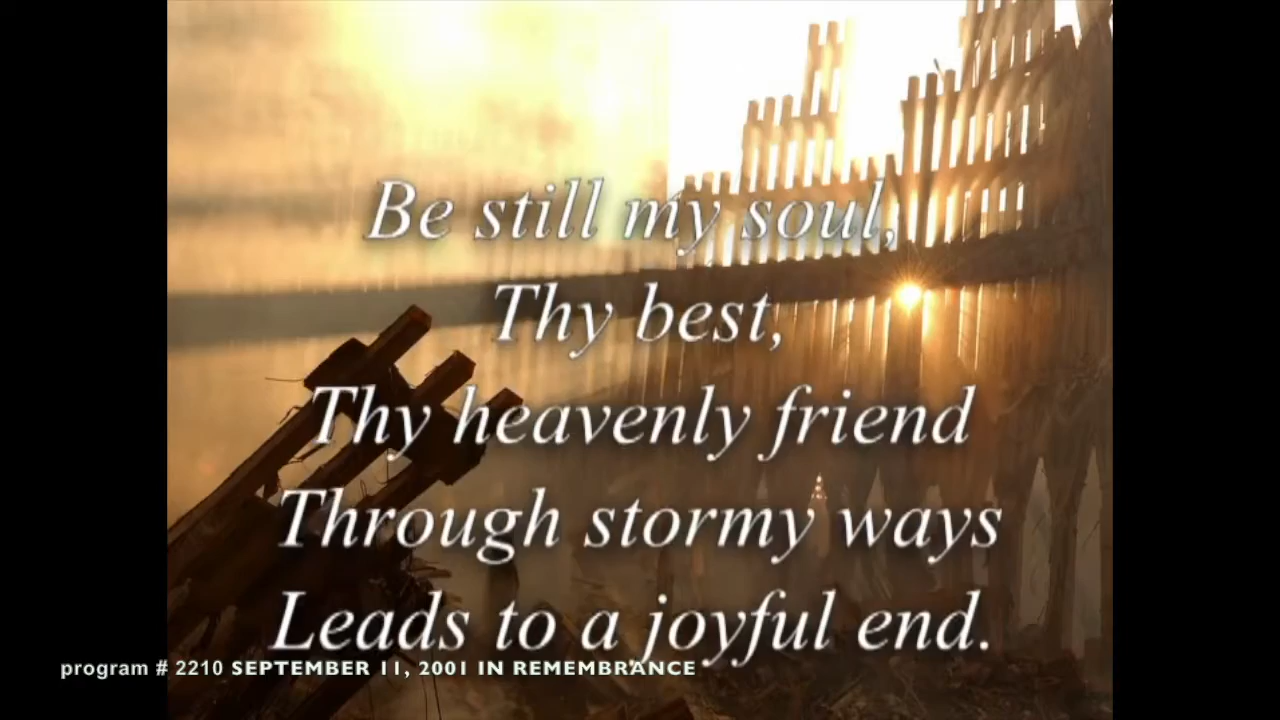 Be still my soul,
Thy best,
Thy heavenly friend
Through stormy ways
Leads to a joyful end.
program # 2210 SEPTEMBER 11, 2001 IN REMEMBRANCE